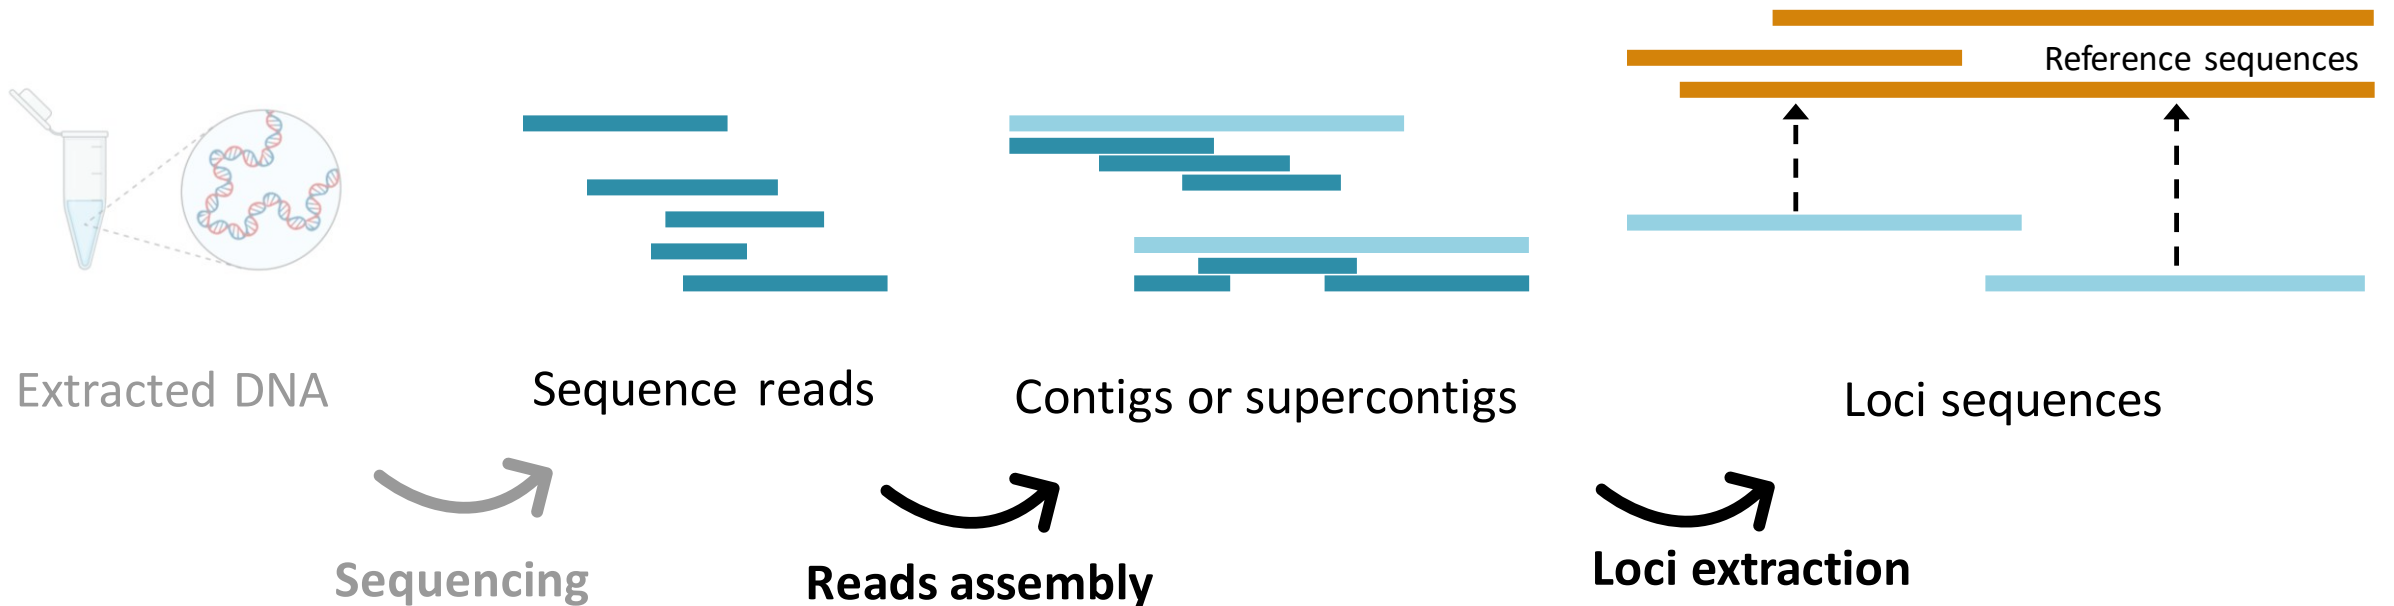 Reference sequences
Extracted DNA
Sequence reads
Contigs or supercontigs
Loci sequences
Sequencing
Reads assembly
Loci extraction